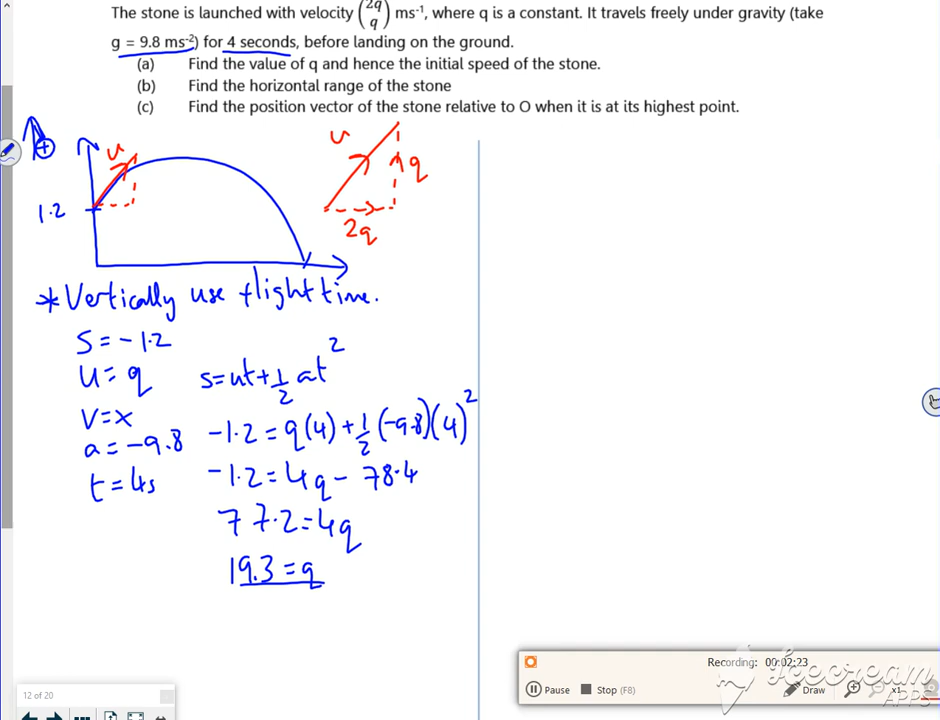 The stone is launched with velocity (2q q) ms⁻¹, where q is a constant. It travels freely under gravity (take
g = 9.8 ms⁻²) for 4 seconds, before landing on the ground.
(a) Find the value of q and hence the initial speed of the stone.
(b) Find the horizontal range of the stone
(c) Find the position vector of the stone relative to O when it is at its highest point.
+
u
1.2
u
q
2q
*Vertically use flight time.
S = -1.2
u = q
v = x
a = -9.8
t = 4s
s = ut + 1/2 at²
-1.2 = q(4) + 1/2 (-9.8)(4)²
-1.2 = 4q - 78.4
77.2 = 4q
19.3 = q
12 of 20
Recording: 00:02:23
Pause
Stop (F8)
Draw
x1
Icecream
APPS